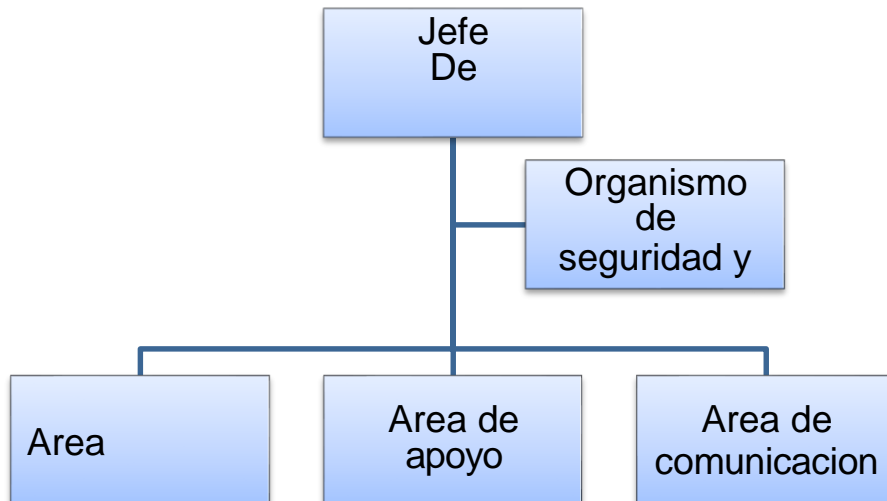 Jefe
De
Organismo
de
seguridad y
Area
Area de
apoyo
Area de
comunicacion